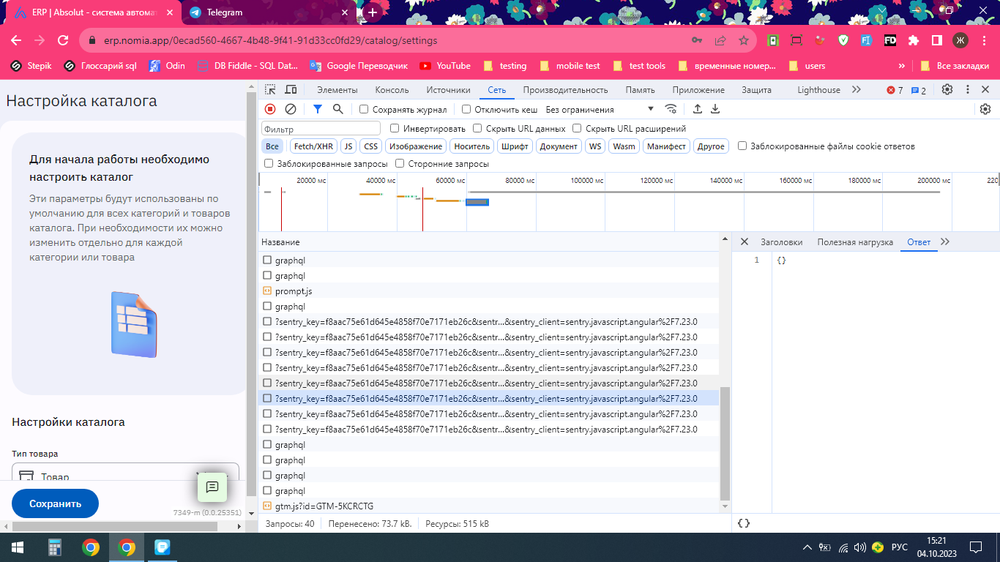 ERP | Absolut - система автомат
Telegram
erp.nomia.app/0ecad560-4667-4b48-9f41-91d33cc0fd29/catalog/settings
Ж
Stepik
Глоссарий sql
Odin
DB Fiddle - SQL Dat...
Google Переводчик
YouTube
testing
mobile test
test tools
временные номер...
users
»
Все закладки
Настройка каталога
Для начала работы необходимо
настроить каталог
Эти параметры будут использованы по
умолчанию для всех категорий и товаров
каталога. При необходимости их можно
изменить отдельно для каждой
категории или товара
Настройки каталога
Тип товара
Товар
Сохранить
7349-m (0.0.25351)
Элементы
Консоль
Источники
Сеть
Производительность
Память
Приложение
Защита
Lighthouse
7
2
Сохранять журнал
Отключить кеш
Без ограничения
Фильтр
Инвертировать
Скрыть URL данных
Скрыть URL расширений
Все
Fetch/XHR
JS
CSS
Изображение
Носитель
Шрифт
Документ
WS
Wasm
Манифест
Другое
Заблокированные файлы cookie ответов
Заблокированные запросы
Сторонние запросы
20000 мс
40000 мс
60000 мс
80000 мс
100000 мс
120000 мс
140000 мс
160000 мс
180000 мс
200000 мс
220
Название
graphql
graphql
prompt.js
graphql
?sentry_key=f8aac75e61d645e4858f70e7171eb26c&sentr...&sentry_client=sentry.javascript.angular%2F7.23.0
?sentry_key=f8aac75e61d645e4858f70e7171eb26c&sentr...&sentry_client=sentry.javascript.angular%2F7.23.0
?sentry_key=f8aac75e61d645e4858f70e7171eb26c&sentr...&sentry_client=sentry.javascript.angular%2F7.23.0
?sentry_key=f8aac75e61d645e4858f70e7171eb26c&sentr...&sentry_client=sentry.javascript.angular%2F7.23.0
?sentry_key=f8aac75e61d645e4858f70e7171eb26c&sentr...&sentry_client=sentry.javascript.angular%2F7.23.0
?sentry_key=f8aac75e61d645e4858f70e7171eb26c&sentr...&sentry_client=sentry.javascript.angular%2F7.23.0
?sentry_key=f8aac75e61d645e4858f70e7171eb26c&sentr...&sentry_client=sentry.javascript.angular%2F7.23.0
?sentry_key=f8aac75e61d645e4858f70e7171eb26c&sentr...&sentry_client=sentry.javascript.angular%2F7.23.0
graphql
graphql
graphql
graphql
gtm.js?id=GTM-5KCRCTG
Запросы: 40
Перенесено: 73.7 kB.
Ресурсы: 515 kB
Заголовки
Полезная нагрузка
Ответ
1
{}
{}
РУС
15:21
04.10.2023